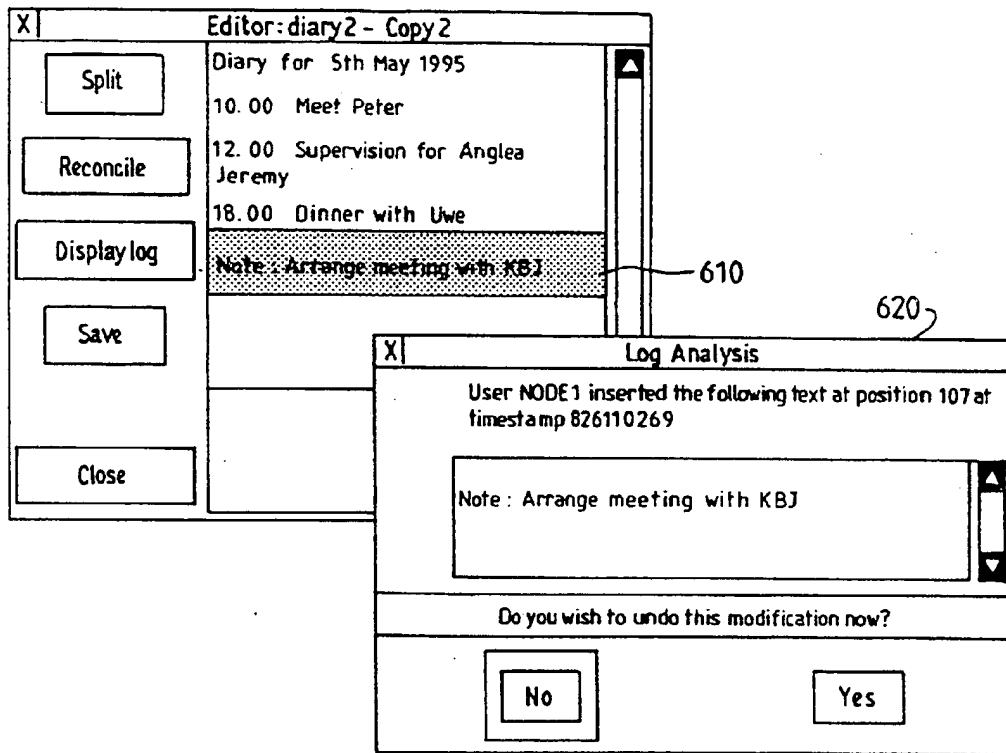 X Editor: diary2 - Copy 2
Split
Reconcile
Display log
Save
Close
Diary for 5th May 1995
10.00 Meet Peter
12.00 Supervision for Anglea
Jeremy
18.00 Dinner with Uwe
Note : Arrange meeting with KBJ
610
620
X Log Analysis
User NODE1 inserted the following text at position 107 at
timestamp 826110269
Note : Arrange meeting with KBJ
Do you wish to undo this modification now?
No
Yes